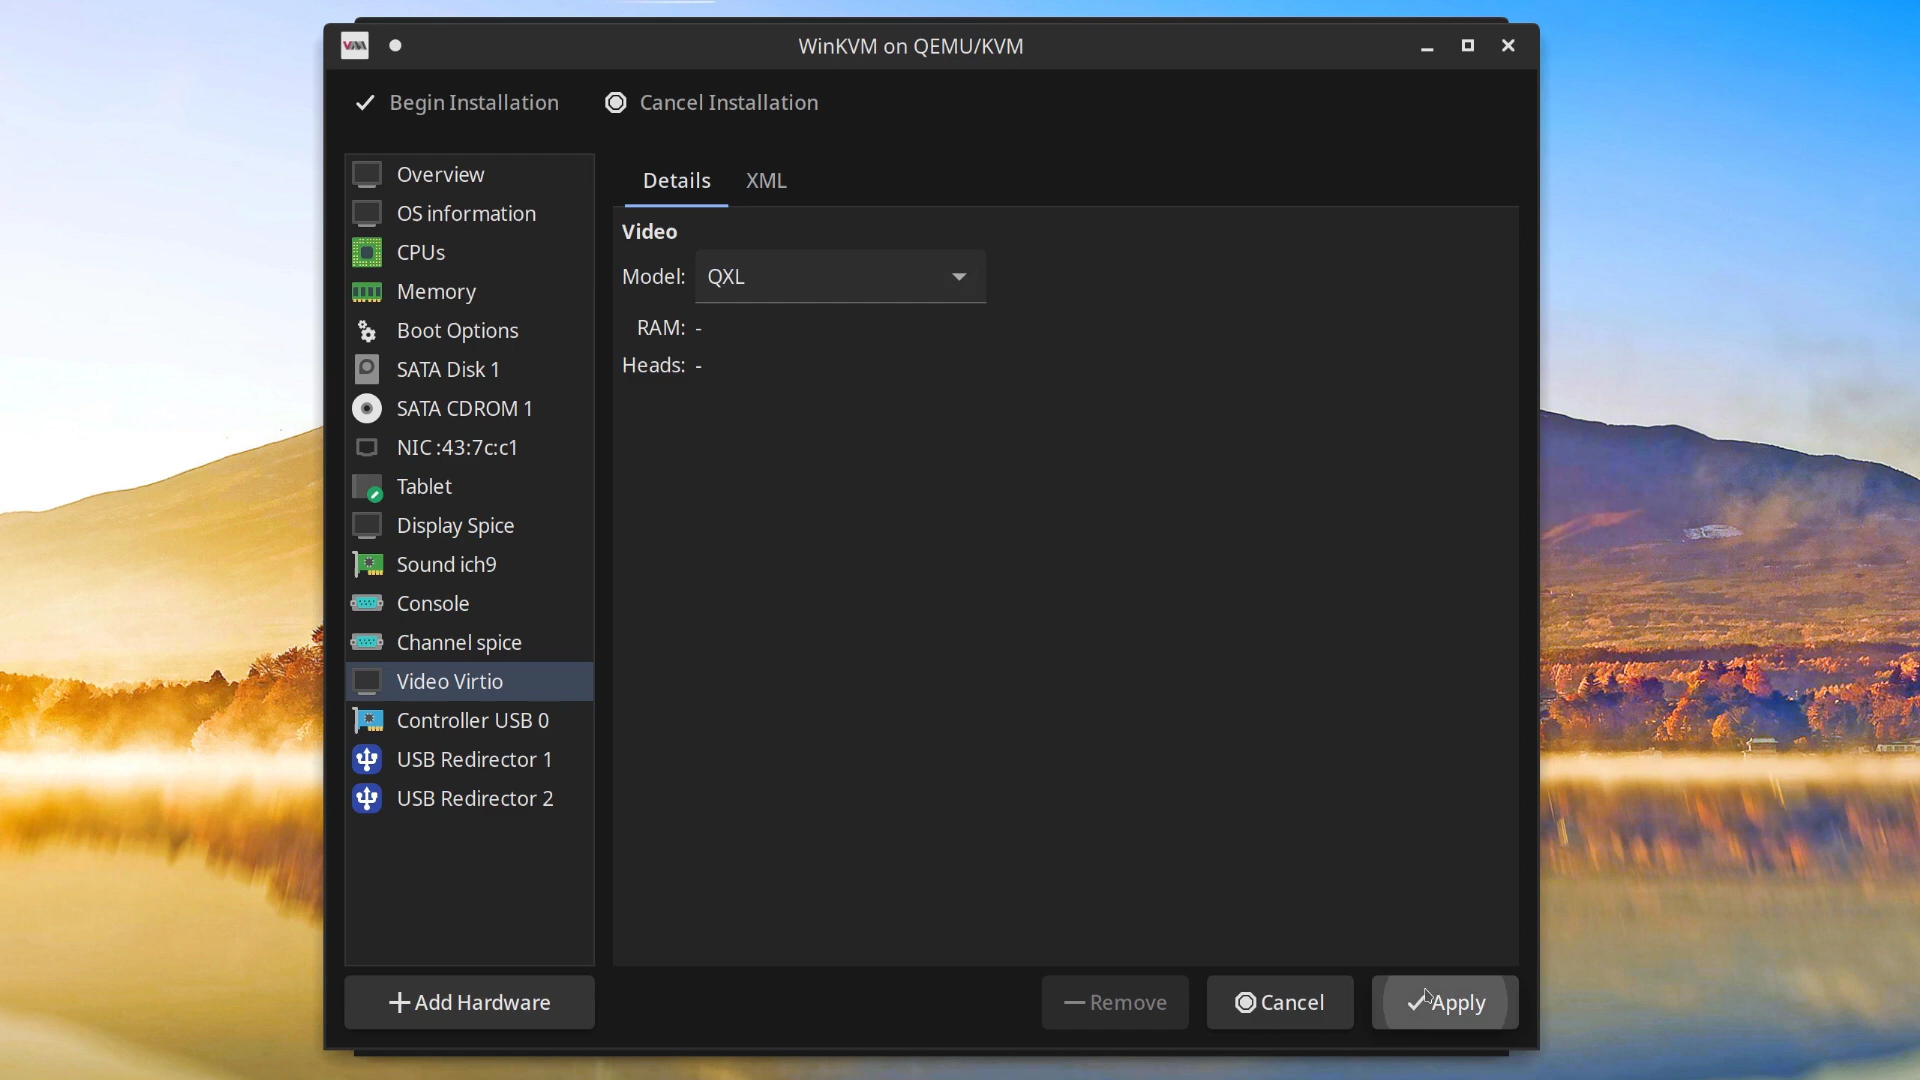 WinKVM on QEMU/KVM
Begin Installation
Cancel Installation
Overview
OS information
CPUs
Memory
Boot Options
SATA Disk 1
SATA CDROM 1
NIC :43:7c:c1
Tablet
Display Spice
Sound ich9
Console
Channel spice
Video Virtio
Controller USB 0
USB Redirector 1
USB Redirector 2
Add Hardware
Details XML
Video
Model: QXL
RAM: -
Heads: -
Remove
Cancel
Apply